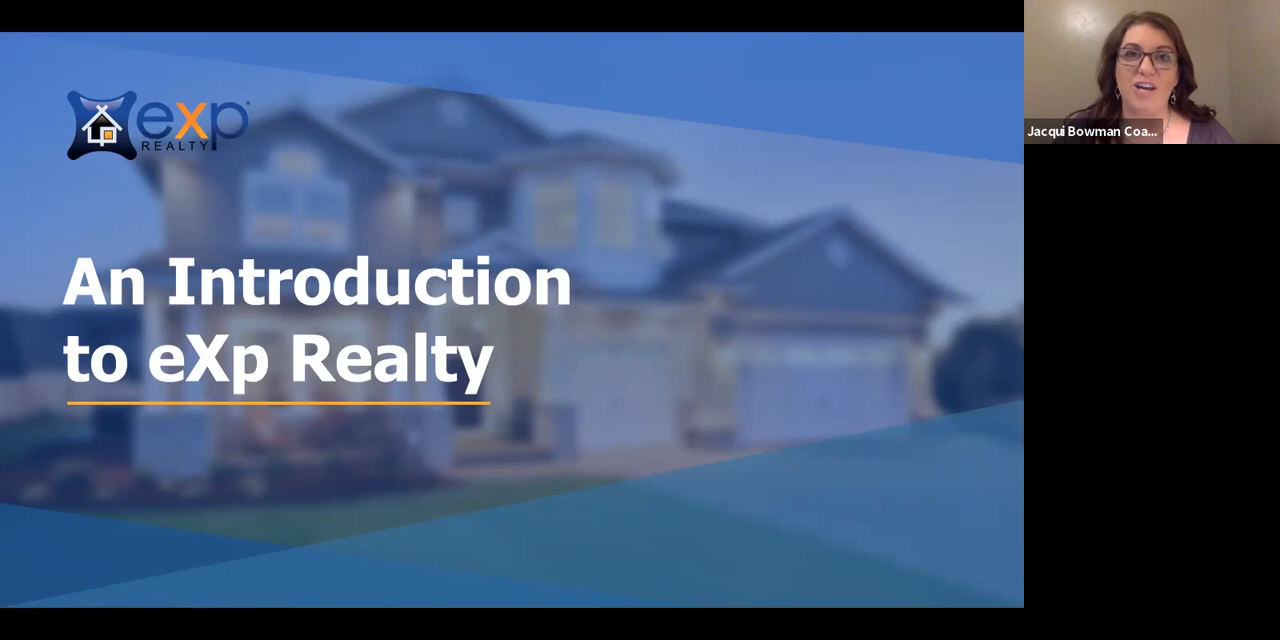 eXp
REALTY
An Introduction
to eXp Realty
Jacqui Bowman Coa...